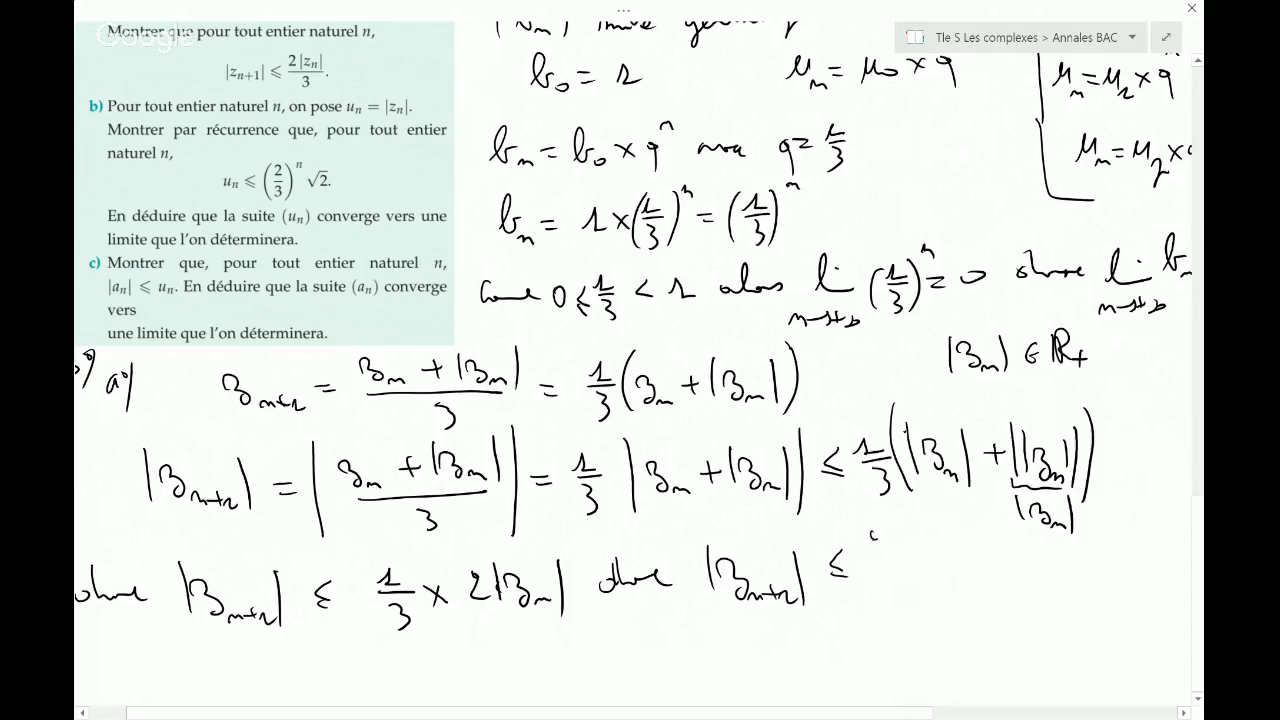 Montrer que pour tout entier naturel n,
|z_{n+1}| ⩽ 2|z_n| / 3.
b) Pour tout entier naturel n, on pose u_n = |z_n|.
Montrer par récurrence que, pour tout entier
naturel n,
u_n ⩽ (2/3)^n √2.
En déduire que la suite (u_n) converge vers une
limite que l'on déterminera.
c) Montrer que, pour tout entier naturel n,
|a_n| ⩽ u_n. En déduire que la suite (a_n) converge
vers
une limite que l'on déterminera.
Google
Tle S Les complexes > Annales BAC
b_0 = 1
u_n = u_0 × q
u_n = u_1 × q
b_n = b_0 × q^n avec q = 1/3
u_n = u_2 ×
b_n = 1 × (1/3)^n = (1/3)^n
Comme 0 ⩽ 1/3 < 1 alors lim_{n→+∞} (1/3)^n = 0 donc lim_{n→+∞} b_n
|z_n| ∈ ℝ+
a) z_{n+1} = (z_n + |z_n|) / 3 = 1/3 (z_n + |z_n|)
|z_{n+1}| = |(z_n + |z_n|) / 3| = 1/3 |z_n + |z_n|| ⩽ 1/3 (|z_n| + ||z_n||)
|z_n|
donc |z_{n+1}| ⩽ 1/3 × 2|z_n| donc |z_{n+1}| ⩽